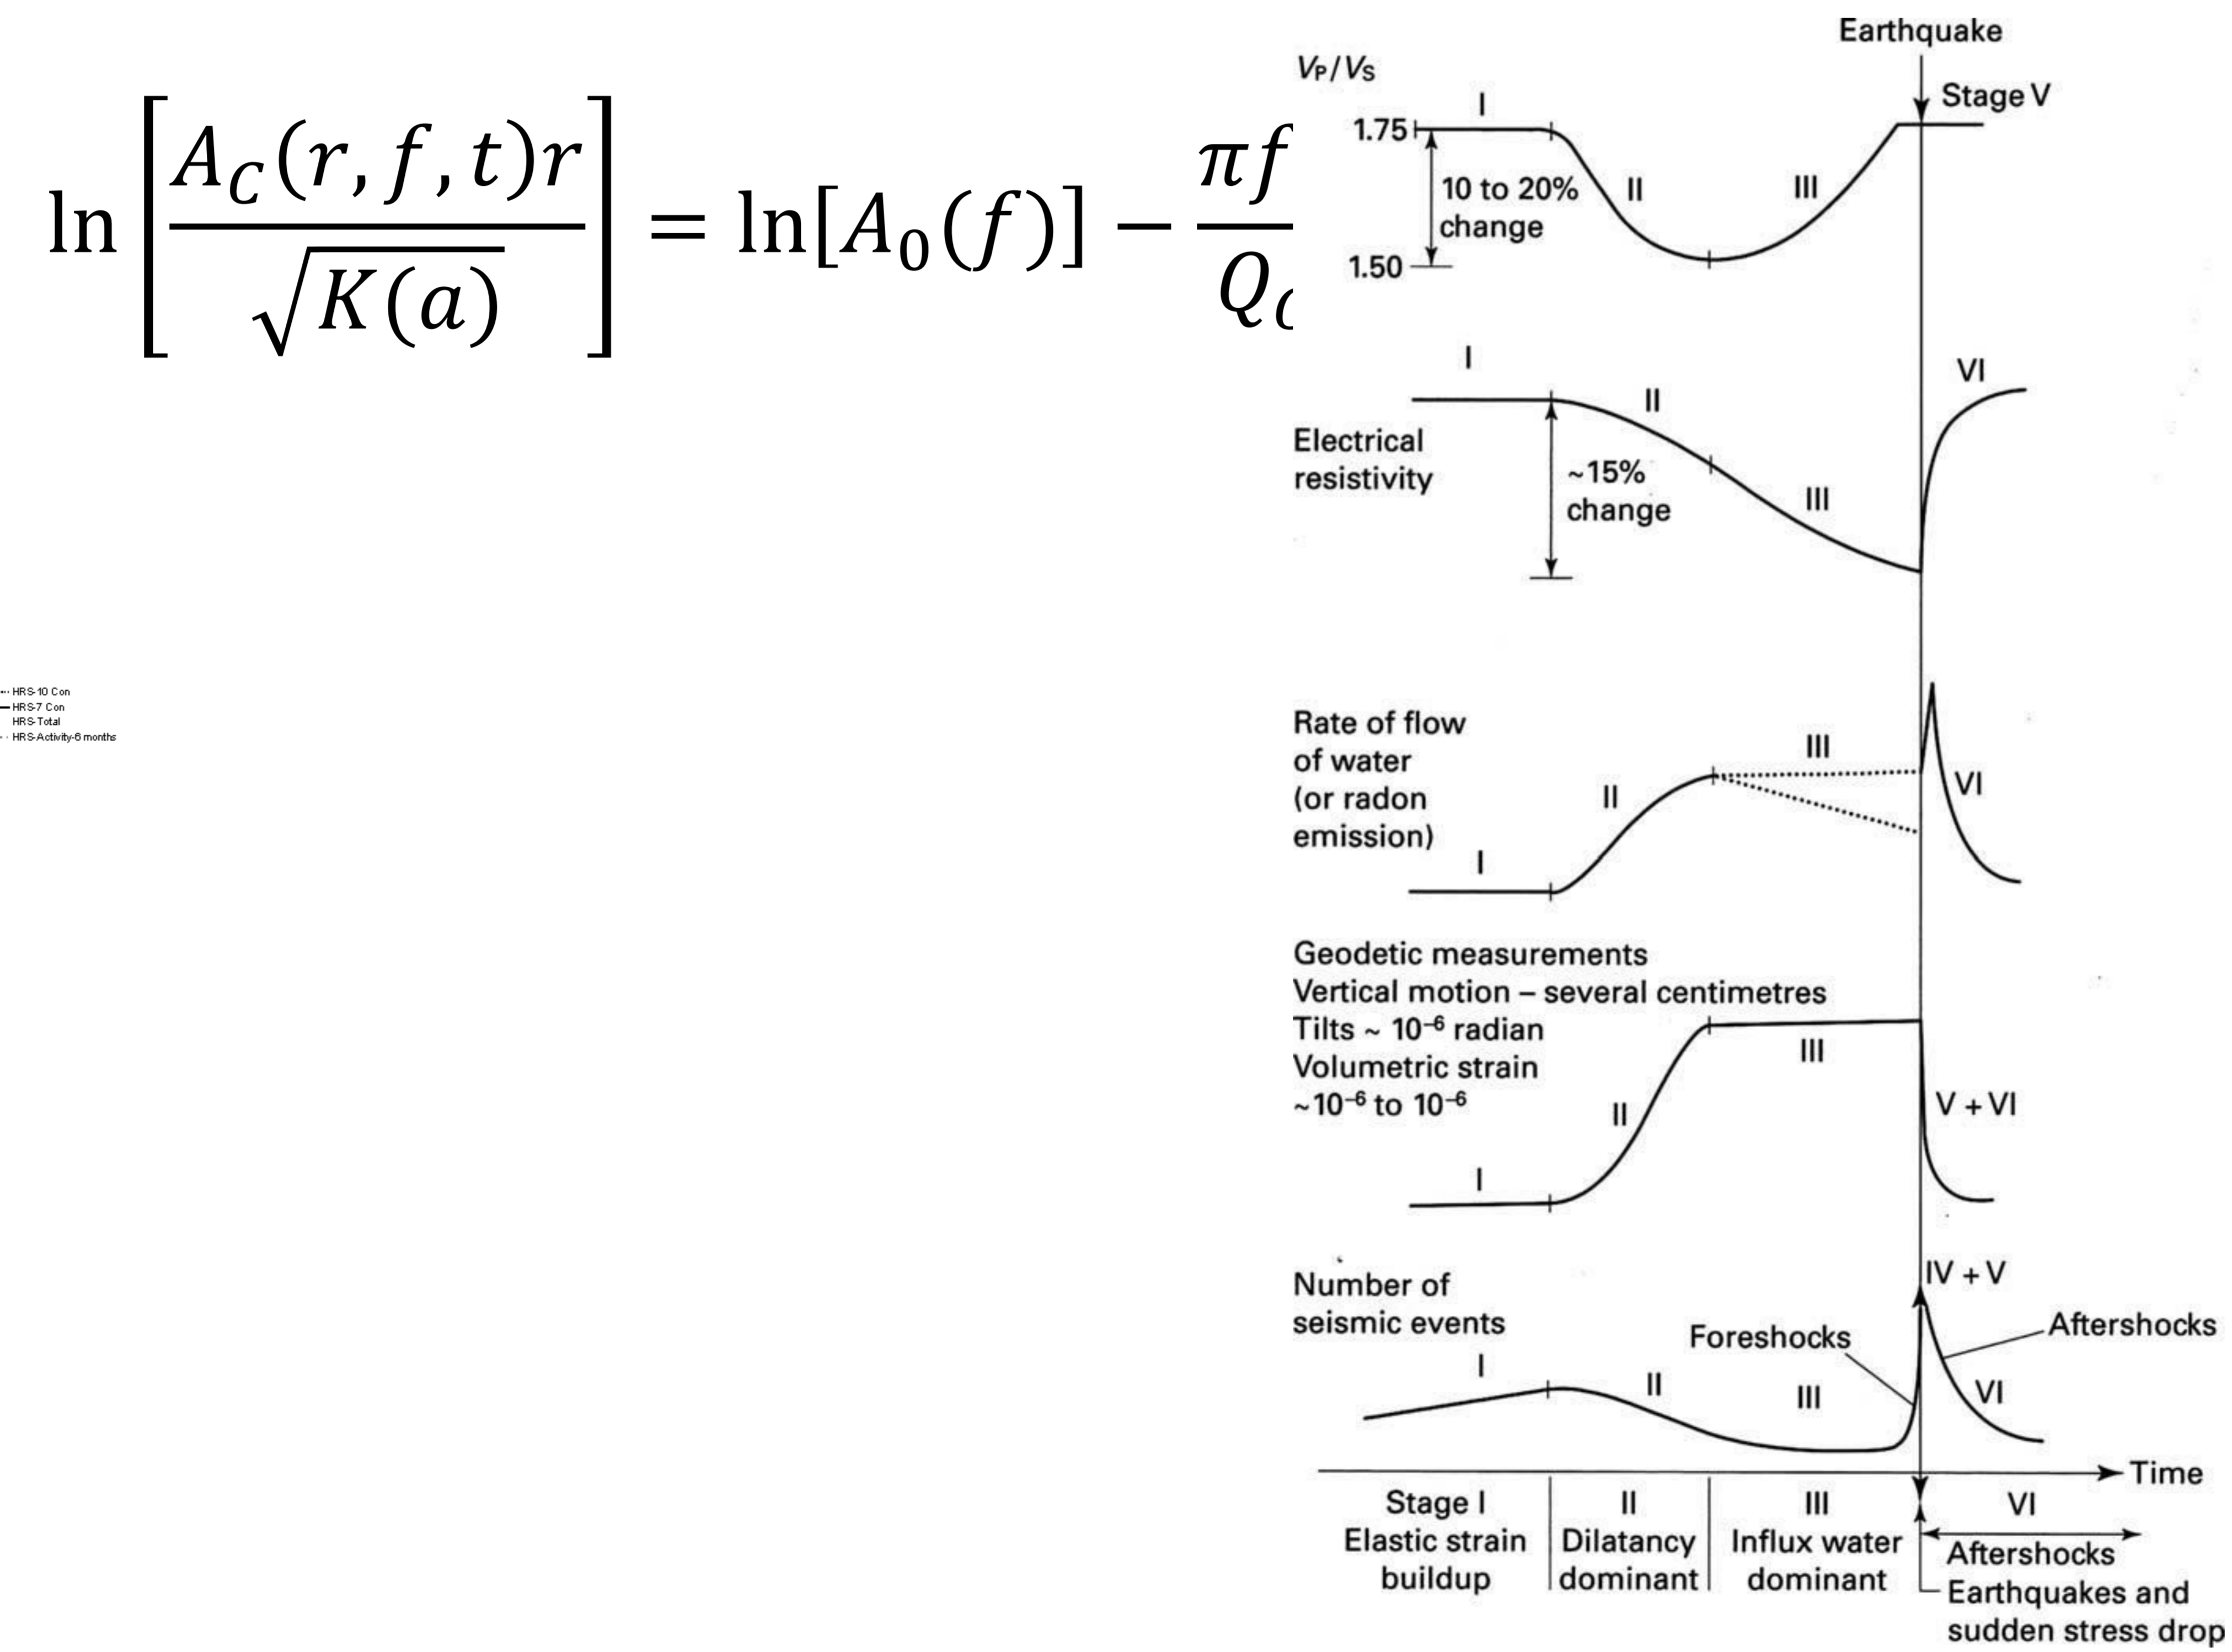 ln [A_C(r, f, t)r / √K(a)] = ln[A_0(f)] − πf / Q
HRS-10 Con
HRS-7 Con
HRS-Total
HRS-Activity-6 months
Earthquake
VP/VS
Stage V
I
1.75
10 to 20%
change
II
III
1.50
I
VI
II
Electrical
resistivity
~15%
change
III
Rate of flow
of water
(or radon
emission)
III
VI
II
I
Geodetic measurements
Vertical motion – several centimetres
Tilts ~ 10⁻⁶ radian
Volumetric strain
~10⁻⁶ to 10⁻⁶
III
V + VI
II
I
IV + V
Number of
seismic events
Foreshocks
Aftershocks
I
II
III
VI
Time
Stage I
Elastic strain
buildup
II
Dilatancy
dominant
III
Influx water
dominant
VI
Aftershocks
Earthquakes and
sudden stress drop